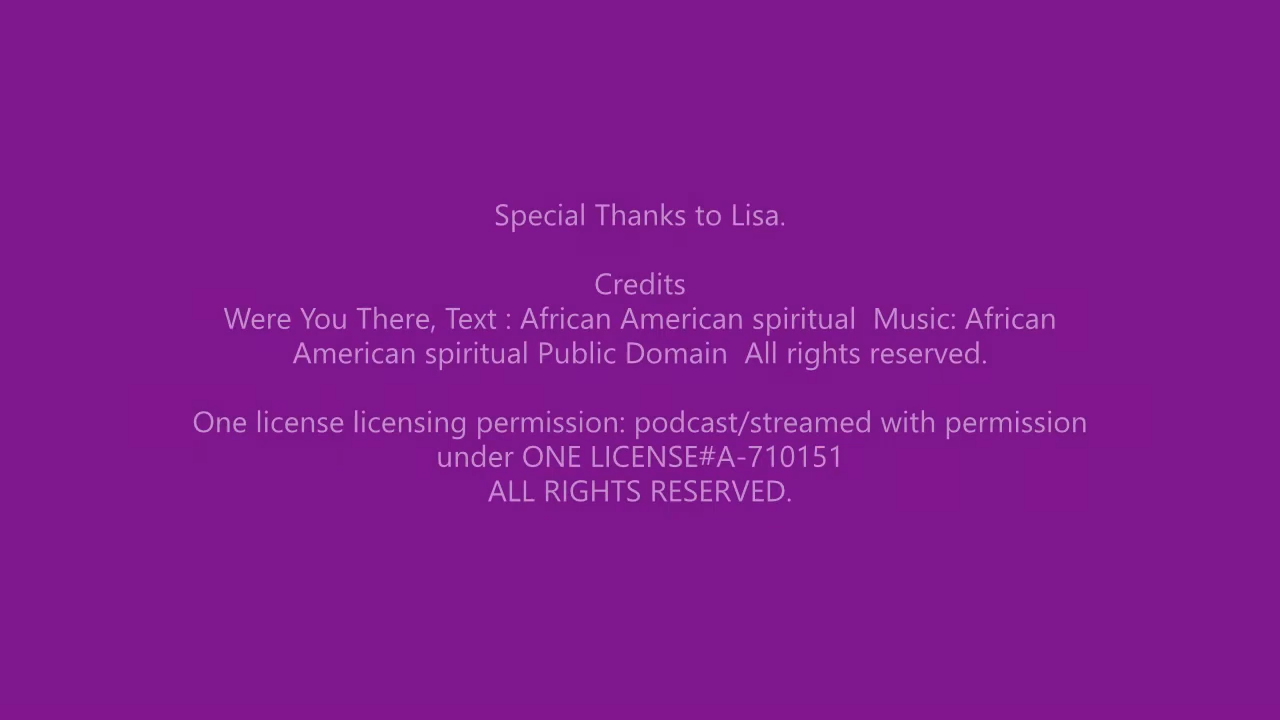 Special Thanks to Lisa.
Credits
Were You There, Text : African American spiritual  Music: African
American spiritual Public Domain  All rights reserved.
One license licensing permission: podcast/streamed with permission
under ONE LICENSE#A-710151
ALL RIGHTS RESERVED.